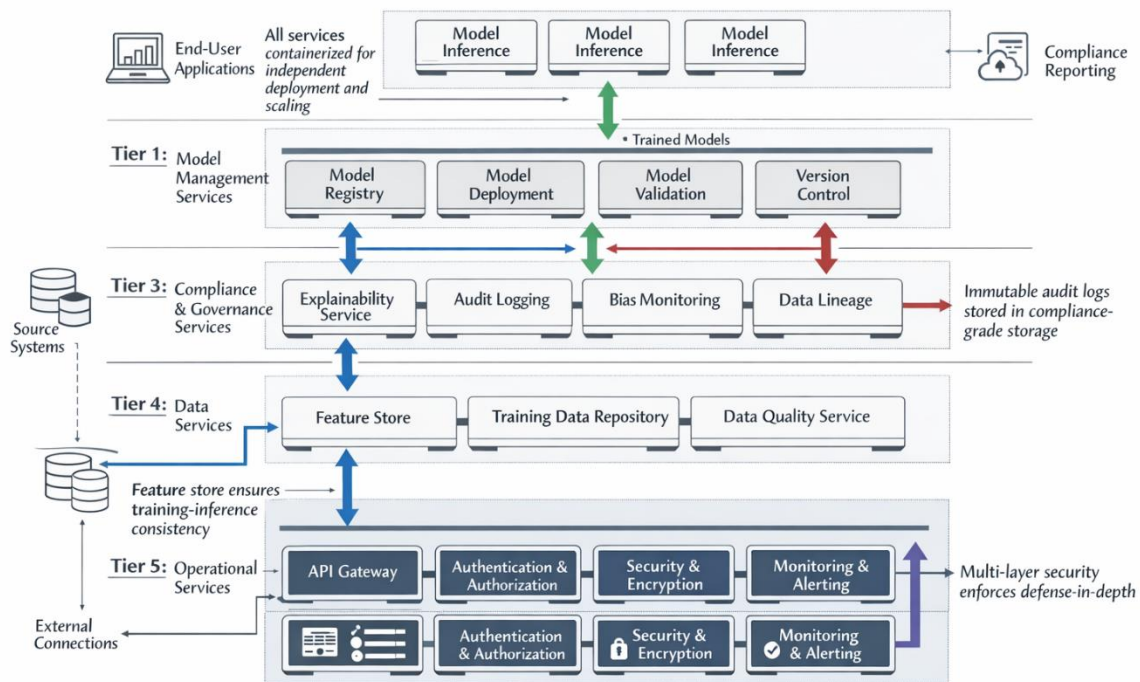 End-User
Applications
All services
containerized for
independent
deployment and
scaling
Model
Inference
Model
Inference
Model
Inference
Compliance
Reporting
• Trained Models
Tier 1: Model
Management
Services
Model
Registry
Model
Deployment
Model
Validation
Version
Control
Source
Systems
Tier 3: Compliance
& Governance
Services
Explainability
Service
Audit Logging
Bias Monitoring
Data Lineage
Immutable audit logs
stored in compliance-
grade storage
Tier 4: Data
Services
Feature Store
Training Data Repository
Data Quality Service
Feature store ensures
training-inference
consistency
Tier 5: Operational
Services
API Gateway
Authentication &
Authorization
Security &
Encryption
Monitoring &
Alerting
Multi-layer security
enforces defense-in-depth
External
Connections
Authentication
& Authorization
Security &
Encryption
Monitoring
& Alerting